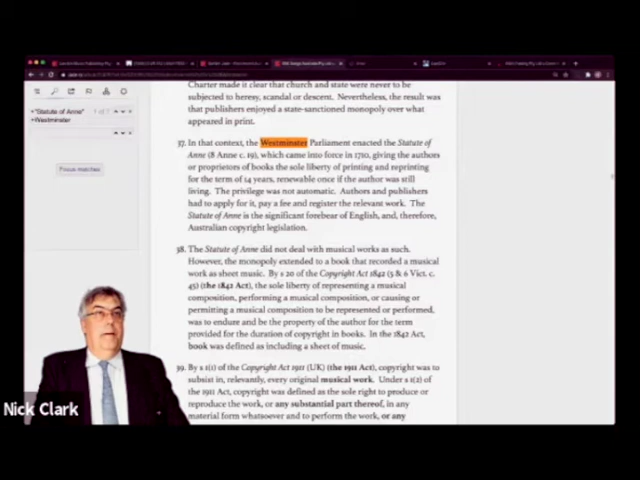 "Statute of Anne"
Westminster
Focus matches
Charter made it clear that church and state were never to be
subjected to heresy, scandal or descent. Nevertheless, the result was
that publishers enjoyed a state-sanctioned monopoly over what
appeared in print.
37. In that context, the Westminster Parliament enacted the Statute of
Anne (8 Anne c. 19), which came into force in 1710, giving the authors
or proprietors of books the sole liberty of printing and reprinting
for the term of 14 years, renewable once if the author was still
living. The privilege was not automatic. Authors and publishers
had to apply for it, pay a fee and register the relevant work. The
Statute of Anne is the significant forebear of English, and, therefore,
Australian copyright legislation.
38. The Statute of Anne did not deal with musical works as such.
However, the monopoly extended to a book that recorded a musical
work as sheet music. By s 20 of the Copyright Act 1842 (5 & 6 Vict. c.
45) (the 1842 Act), the sole liberty of representing a musical
composition, performing a musical composition, or causing or
permitting a musical composition to be represented or performed,
was to endure and be the property of the author for the term
provided for the duration of copyright in books. In the 1842 Act,
book was defined as including a sheet of music.
39. By s 1(1) of the Copyright Act 1911 (UK) (the 1911 Act), copyright was to
subsist in, relevantly, every original musical work. Under s 1(2) of
the 1911 Act, copyright was defined as the sole right to produce or
reproduce the work, or any substantial part thereof, in any
material form whatsoever and to perform the work, or any
Nick Clark